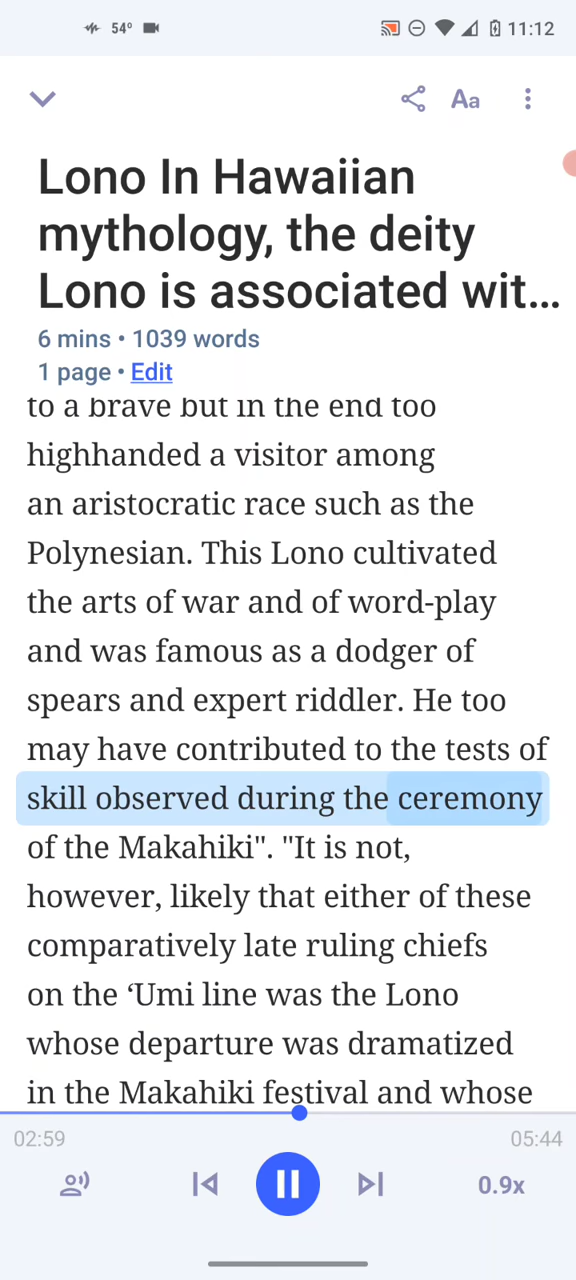 54°
11:12
Aa
Lono In Hawaiian
mythology, the deity
Lono is associated wit...
6 mins • 1039 words
1 page • Edit
to a brave but in the end too
highhanded a visitor among
an aristocratic race such as the
Polynesian. This Lono cultivated
the arts of war and of word-play
and was famous as a dodger of
spears and expert riddler. He too
may have contributed to the tests of
skill observed during the ceremony
of the Makahiki". "It is not,
however, likely that either of these
comparatively late ruling chiefs
on the ‘Umi line was the Lono
whose departure was dramatized
in the Makahiki festival and whose
02:59
05:44
0.9x